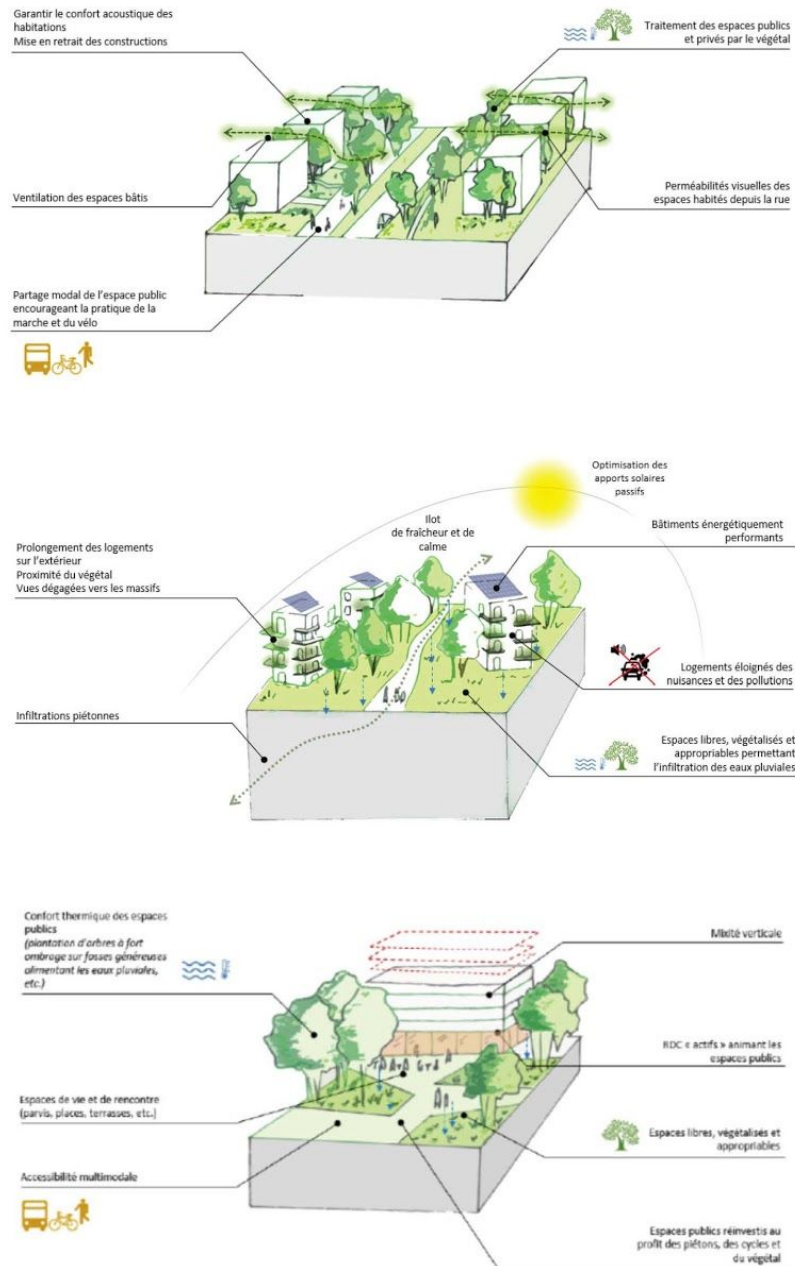 Garantir le confort acoustique des
habitations
Mise en retrait des constructions
Traitement des espaces publics
et privés par le végétal
Ventilation des espaces bâtis
Perméabilités visuelles des
espaces habités depuis la rue
Partage modal de l'espace public
encourageant la pratique de la
marche et du vélo
Optimisation des
apports solaires
passifs
Ilot
de fraîcheur et de
calme
Bâtiments énergétiquement
performants
Prolongement des logements
sur l'extérieur
Proximité du végétal
Vues dégagées vers les massifs
Logements éloignés des
nuisances et des pollutions
Infiltrations piétonnes
Espaces libres, végétalisés et
appropriables permettant
l'infiltration des eaux pluviales
Confort thermique des espaces
publics
(plantation d'arbres à fort
ombrage sur fosses généreuses
alimentant les eaux pluviales,
etc.)
Mixité verticale
RDC « actifs » animant les
espaces publics
Espaces de vie et de rencontre
(parvis, places, terrasses, etc.)
Espaces libres, végétalisés et
appropriables
Accessibilité multimodale
Espaces publics réinvestis au
profit des piétons, des cycles et
du végétal